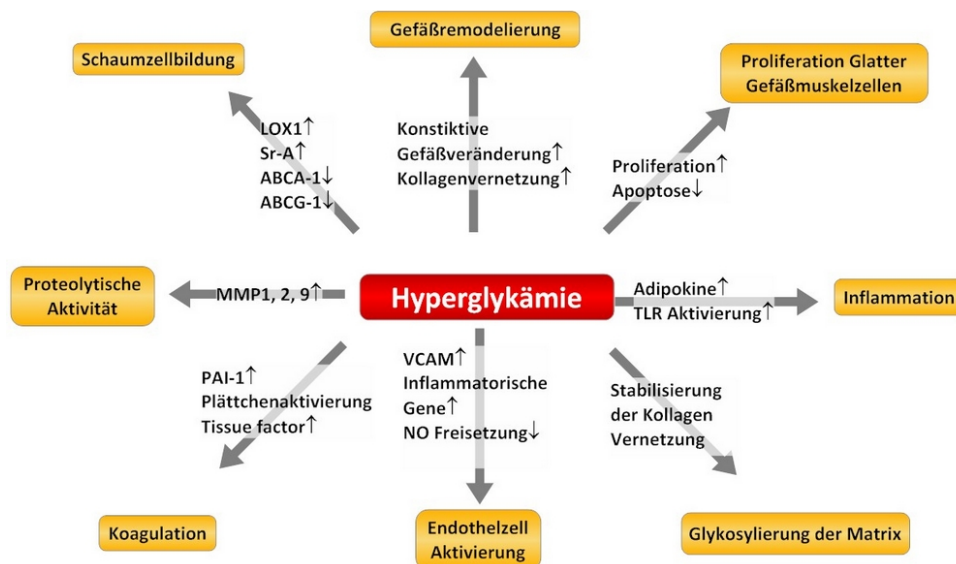 Gefäßremodelierung
Schaumzellbildung
Proliferation Glatter
Gefäßmuskelzellen
LOX1↑
Sr-A↑
ABCA-1↓
ABCG-1↓
Konstiktive
Gefäßveränderung↑
Kollagenvernetzung↑
Proliferation↑
Apoptose↓
Proteolytische
Aktivität
MMP1, 2, 9↑
Hyperglykämie
Adipokine↑
TLR Aktivierung↑
Inflammation
PAI-1↑
Plättchenaktivierung
Tissue factor↑
VCAM↑
Inflammatorische
Gene↑
NO Freisetzung↓
Stabilisierung
der Kollagen
Vernetzung
Koagulation
Endothelzell
Aktivierung
Glykosylierung der Matrix